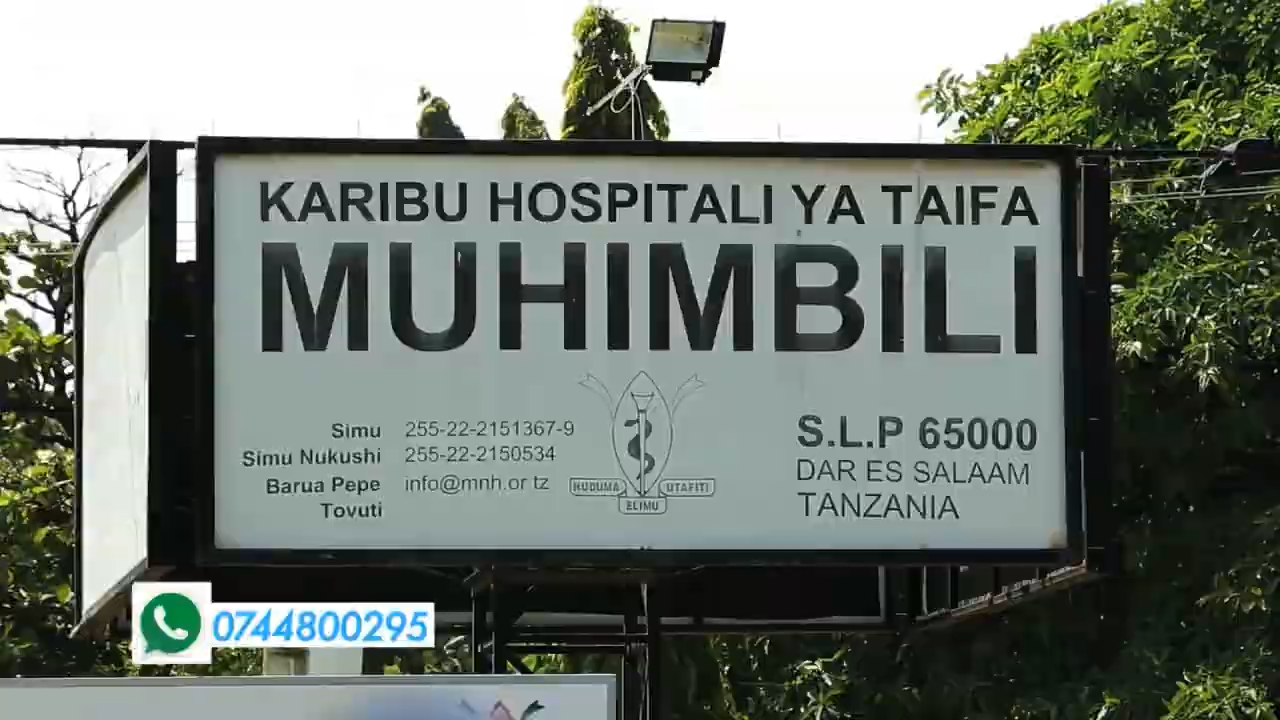 KARIBU HOSPITALI YA TAIFA
MUHIMBILI
Simu 255-22-2151367-9
Simu Nukushi 255-22-2150534
Barua Pepe info@mnh.or tz
Tovuti
HUDUMA UTAFITI
ELIMU
S.L.P 65000
DAR ES SALAAM
TANZANIA
0744800295